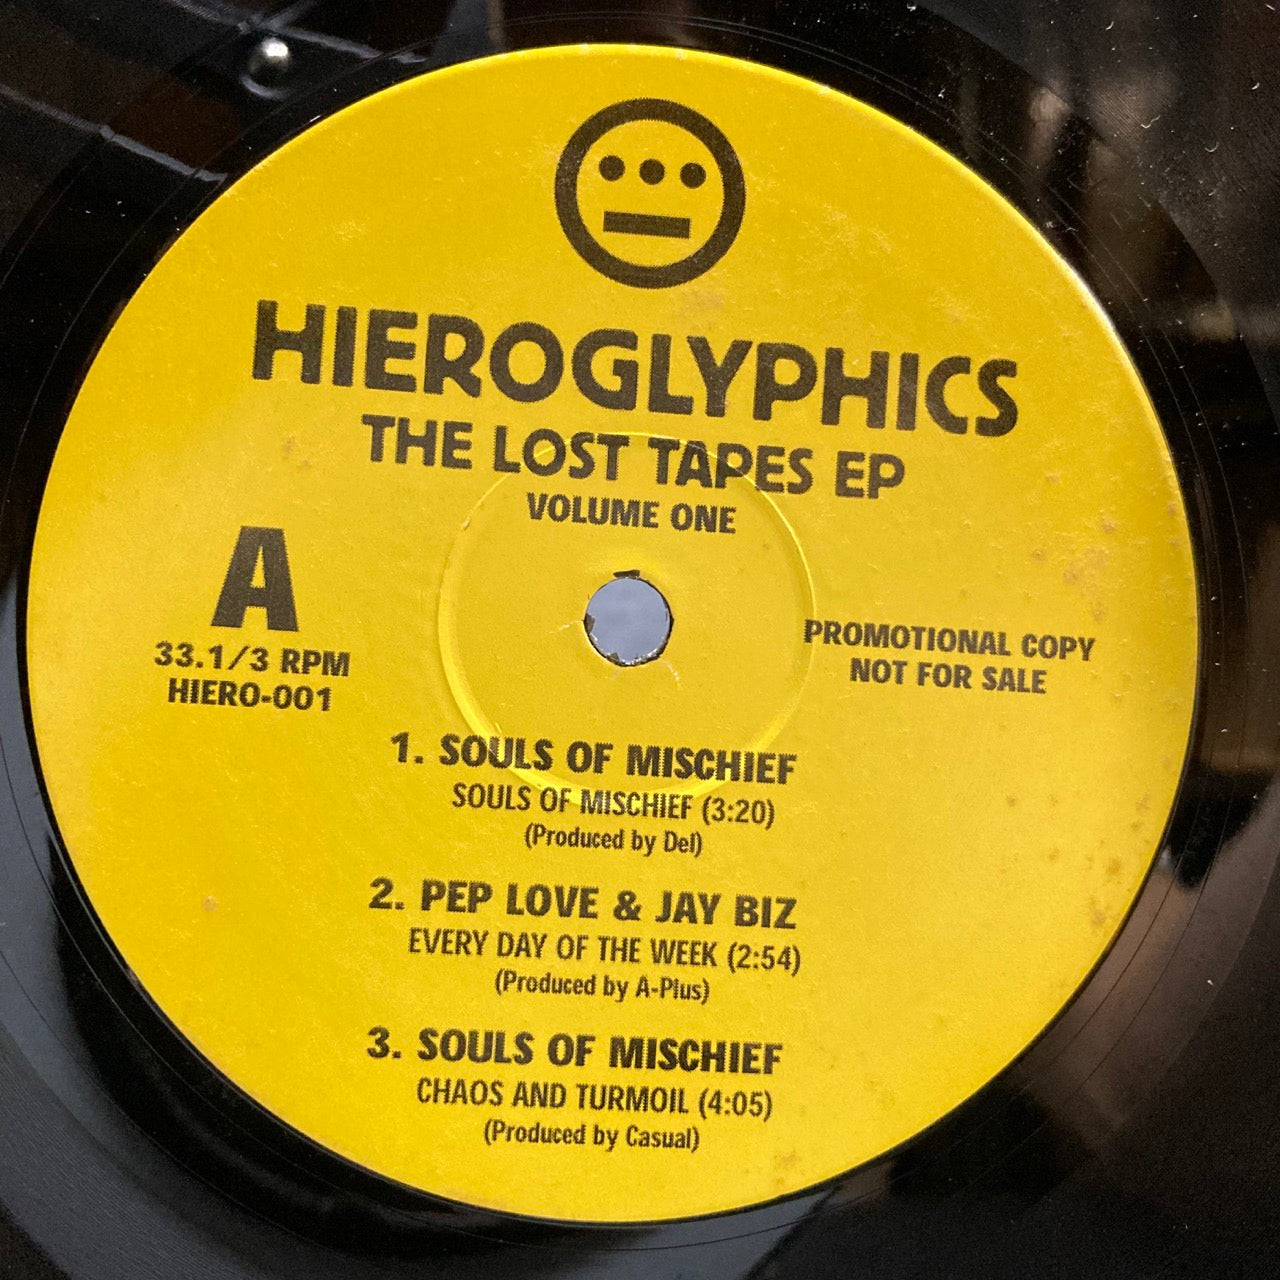 HIEROGLYPHICS
THE LOST TAPES EP
VOLUME ONE
A
33.1/3 RPM
HIERO-001
PROMOTIONAL COPY
NOT FOR SALE
1. SOULS OF MISCHIEF
SOULS OF MISCHIEF (3:20)
(Produced by Del)
2. PEP LOVE & JAY BIZ
EVERY DAY OF THE WEEK (2:54)
(Produced by A-Plus)
3. SOULS OF MISCHIEF
CHAOS AND TURMOIL (4:05)
(Produced by Casual)